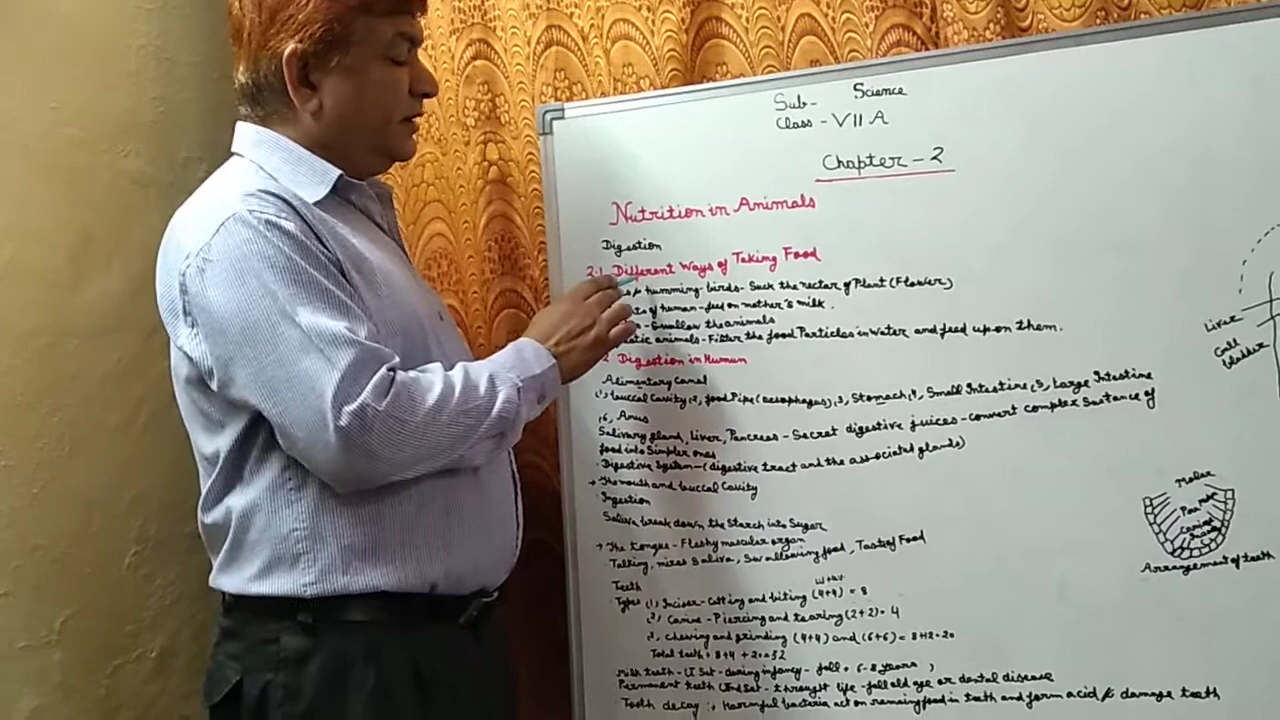 Sub- Science
Class - VII A
Chapter - 2
Nutrition in Animals
Digestion
2.1 Different Ways of Taking Food
humming-birds- Suck the nectar of Plant (Flower)
of human - feed on mother's milk.
- Swallow the animals
animals- Filter the food Particles in Water and feed upon them.
2 Digestion in Human
Alimentary Canal
(1) buccal Cavity, 2, food Pipe (oesophagus), 3, Stomach, 4, Small Intestine, 5, Large Intestine
, 6, Anus
Salivary gland, Liver, Pancreas - Secret digestive juices - convert complex of
food into Simpler ones
Digestive System - (digestive tract and the associated glands)
→ The mouth and buccal Cavity
Ingestion
Saliva break down the Starch into Sugar
→ The tongue - Fleshy muscular organ
Talking, mixes Saliva, Swallowing food, Taste of Food
Teeth
Types (1) Incisor - Cutting and biting (4+4) = 8
2, Canine - Piercing and tearing (2+2) = 4
3, chewing and grinding (4+4) and (6+6) = 8+12=20
Total teeth = 8+4+20=32
Milk teeth - I Set - during infancy - fall = 6-8 years
Permanent teeth IInd Set - throught life - fall old age or dental disease
Tooth decay :- Harmful bacteria act on remaing food in teeth and form acid damage teeth
Liver
Gall
bladder
Molar
Canine
Arrangement of teeth